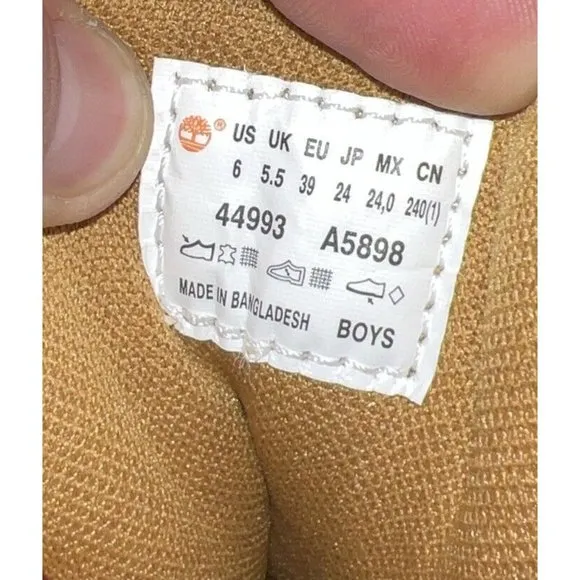 ® US UK EU JP MX CN
6 5.5 39 24 24,0 240(1)
44993 A5898
MADE IN BANGLADESH BOYS